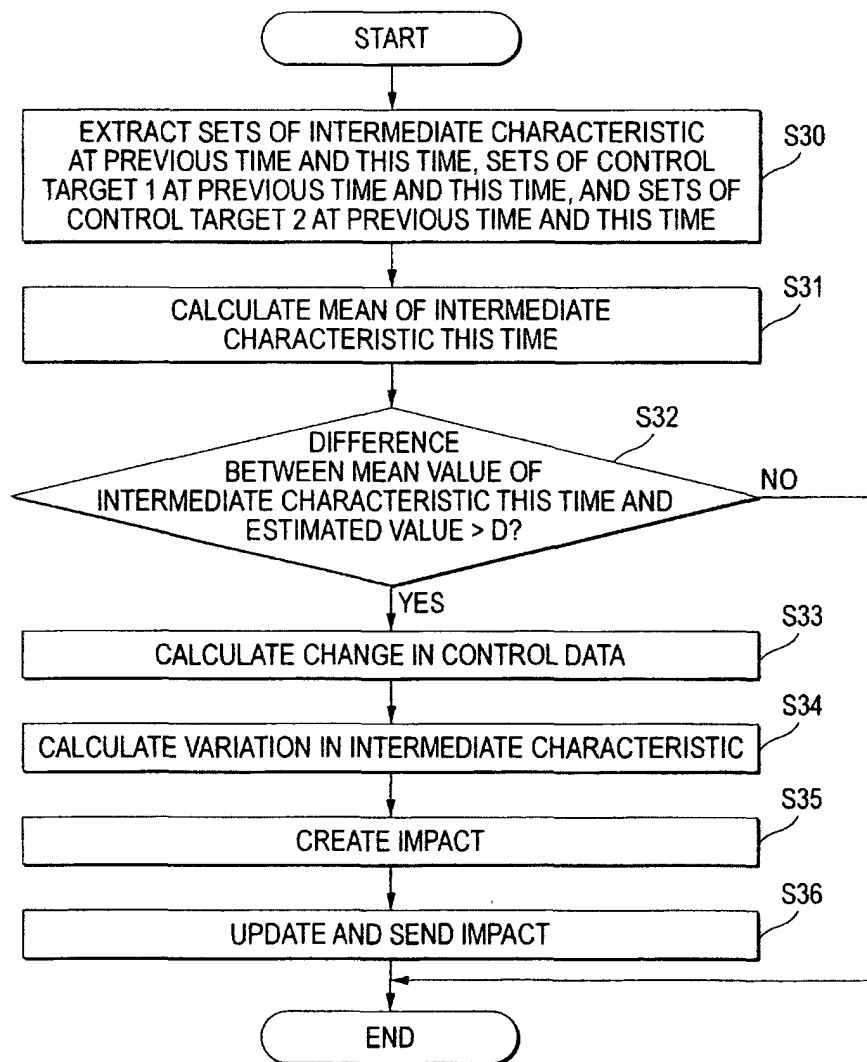 START
EXTRACT SETS OF INTERMEDIATE CHARACTERISTIC
AT PREVIOUS TIME AND THIS TIME, SETS OF CONTROL
TARGET 1 AT PREVIOUS TIME AND THIS TIME, AND SETS OF
CONTROL TARGET 2 AT PREVIOUS TIME AND THIS TIME
S30
CALCULATE MEAN OF INTERMEDIATE
CHARACTERISTIC THIS TIME
S31
DIFFERENCE
BETWEEN MEAN VALUE OF
INTERMEDIATE CHARACTERISTIC THIS TIME AND
ESTIMATED VALUE > D?
S32
NO
YES
CALCULATE CHANGE IN CONTROL DATA
S33
CALCULATE VARIATION IN INTERMEDIATE CHARACTERISTIC
S34
CREATE IMPACT
S35
UPDATE AND SEND IMPACT
S36
END